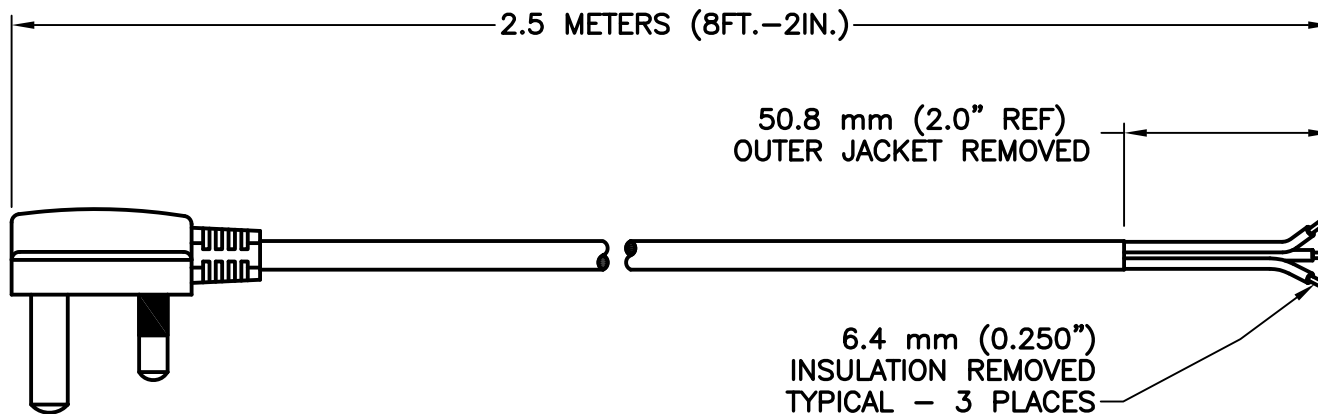 2.5 METERS (8FT.-2IN.)
50.8 mm (2.0" REF)
OUTER JACKET REMOVED
6.4 mm (0.250")
INSULATION REMOVED
TYPICAL - 3 PLACES